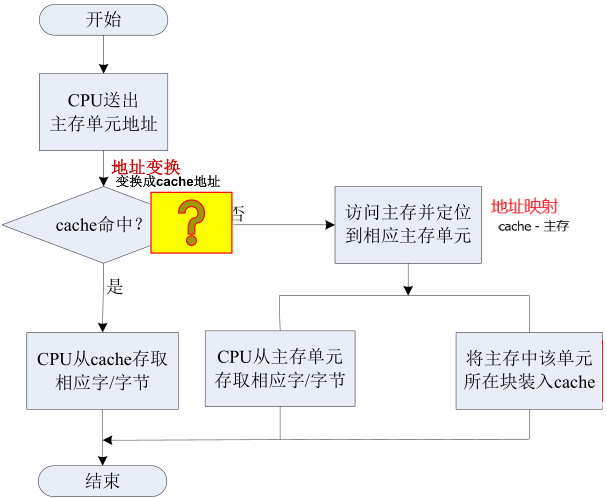 开始
CPU送出
主存单元地址
地址变换
变换成cache地址
cache命中?
?
否
访问主存并定位
到相应主存单元
地址映射
cache - 主存
是
CPU从cache存取
相应字/字节
CPU从主存单元
存取相应字/字节
将主存中该单元
所在块装入cache
结束